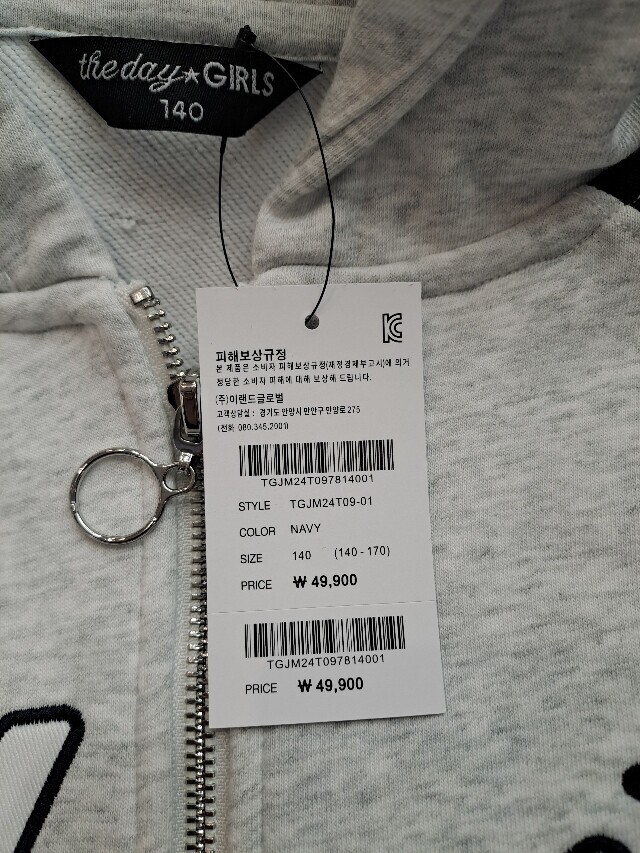 the day★GIRLS
140
피해보상규정
본 제품은 소비자 피해보상규정(재정경제부고시)에 의거
정당한 소비자 피해에 대해 보상해 드립니다.
(주)이랜드글로벌
고객상담실 : 경기도 안양시 만안구 만안로 275
(전화 080.345.2001)
TGJM24T097814001
STYLE TGJM24T09-01
COLOR NAVY
SIZE 140 (140-170)
PRICE ₩ 49,900
TGJM24T097814001
PRICE ₩ 49,900